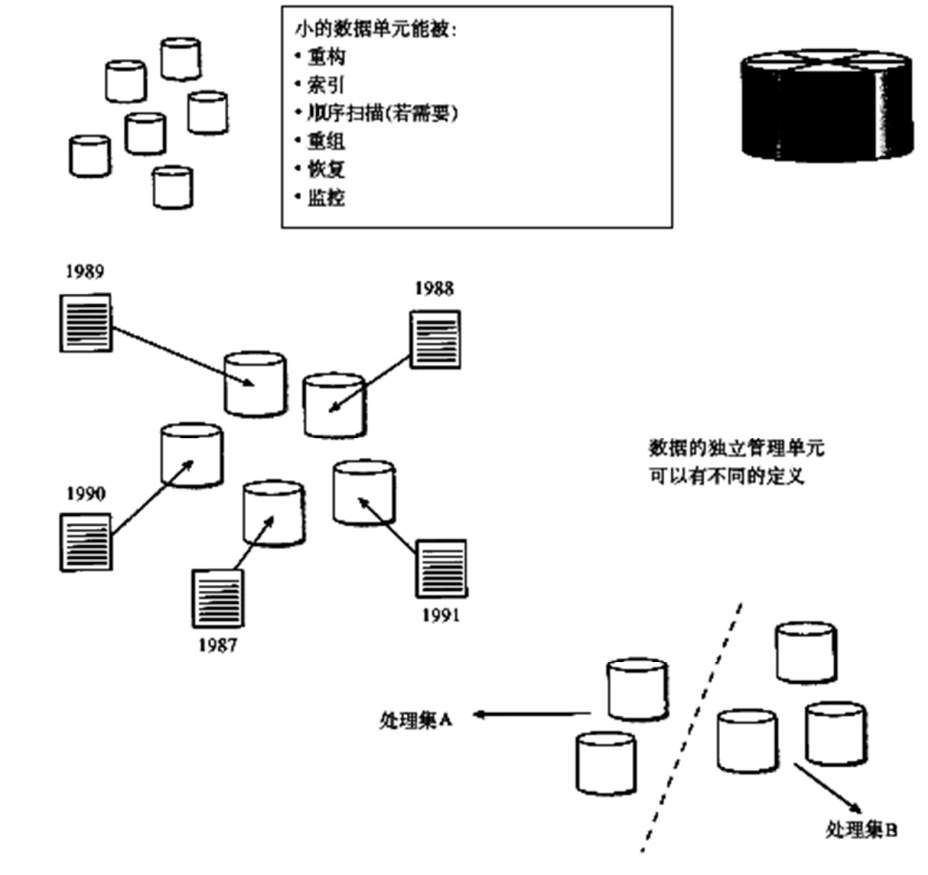 小的数据单元能被:
• 重构
• 索引
• 顺序扫描(若需要)
• 重组
• 恢复
• 监控
1989
1988
数据的独立管理单元
可以有不同的定义
1990
1987
1991
处理集A
处理集B